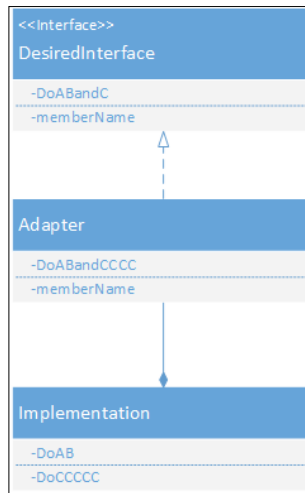 <<Interface>>
DesiredInterface
-DoABandC
-memberName
Adapter
-DoABandCCCC
-memberName
Implementation
-DoAB
-DoCCCCC